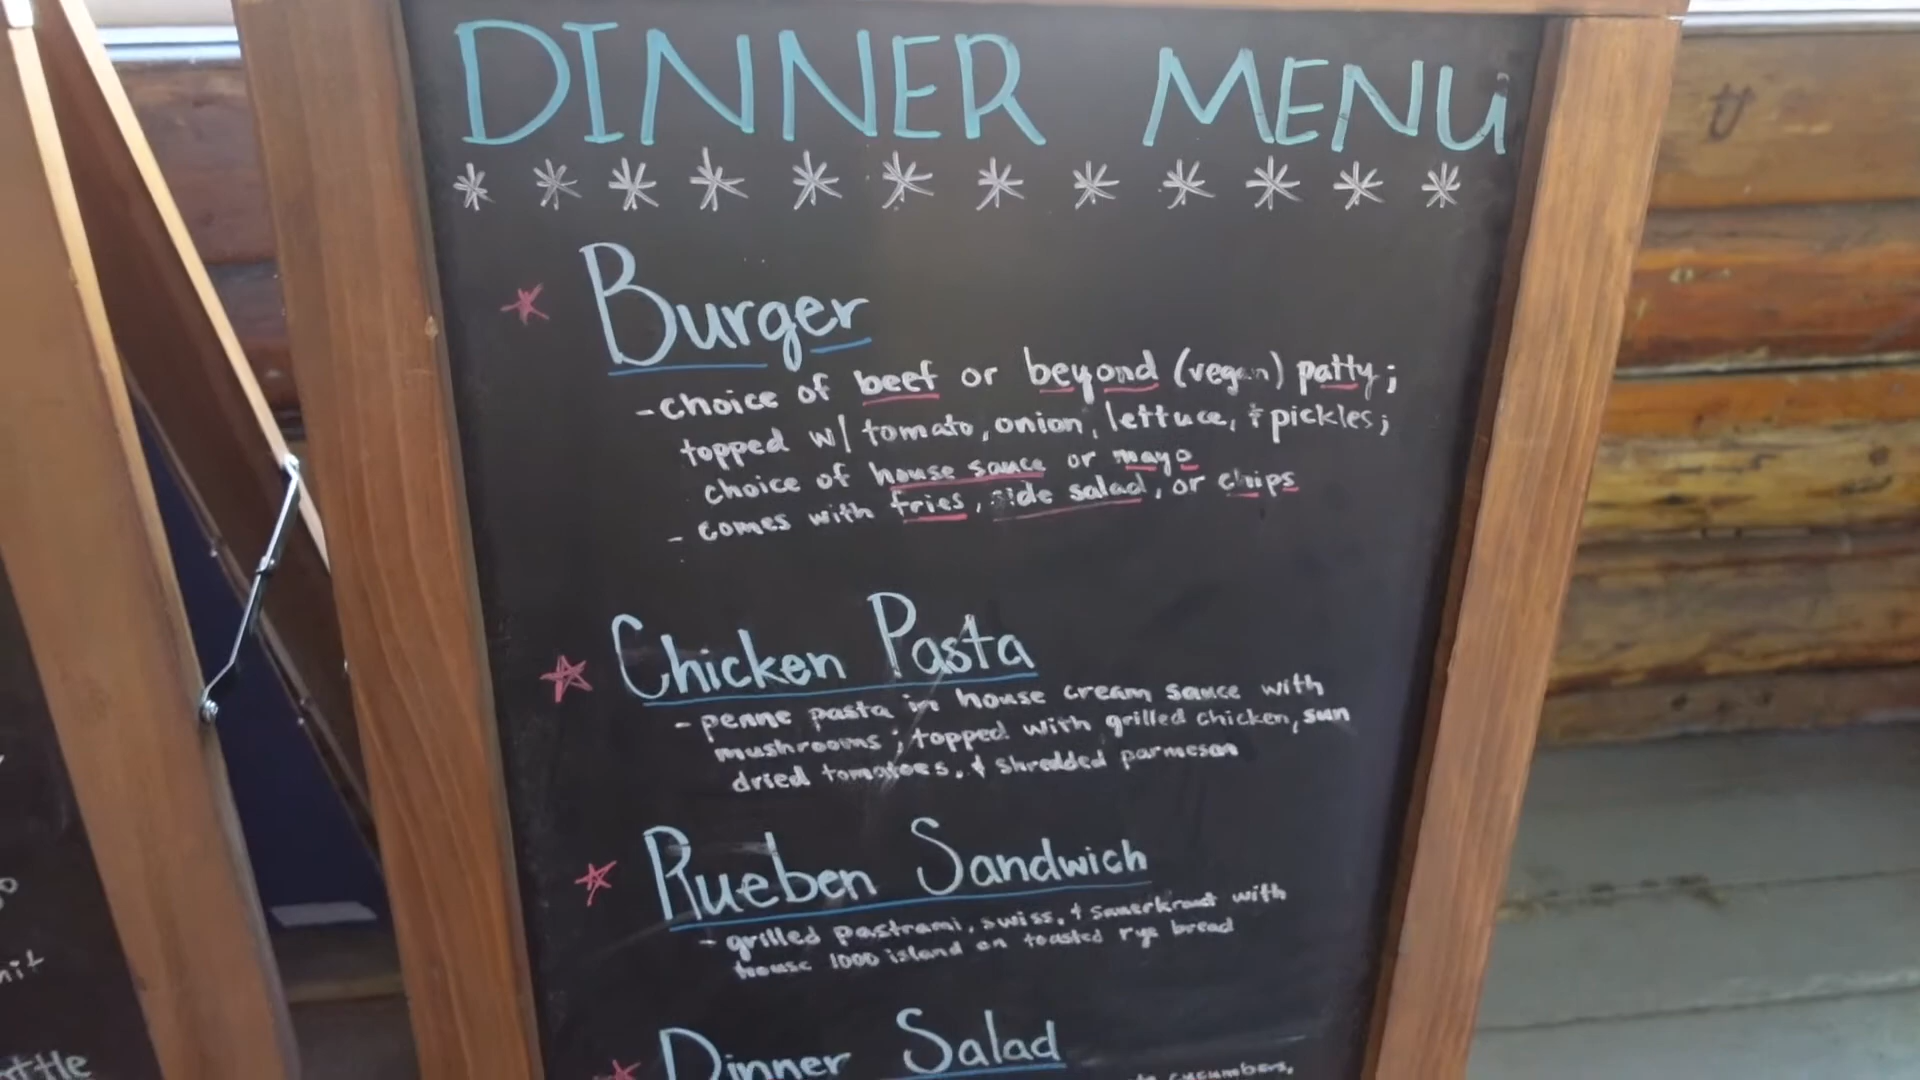 DINNER MENU
* * * * * * * * * * * *
Burger
- choice of beef or beyond (vegan) patty;
topped w/ tomato, onion, lettuce, & pickles;
choice of house sauce or mayo
- comes with fries, side salad, or chips
Chicken Pasta
- penne pasta in house cream sauce with
mushrooms; topped with grilled chicken, sun
dried tomatoes, & shredded parmesan
Rueben Sandwich
- grilled pastrami, swiss, & sauerkraut with
house 1000 island on toasted rye bread
Dinner Salad
cucumbers,